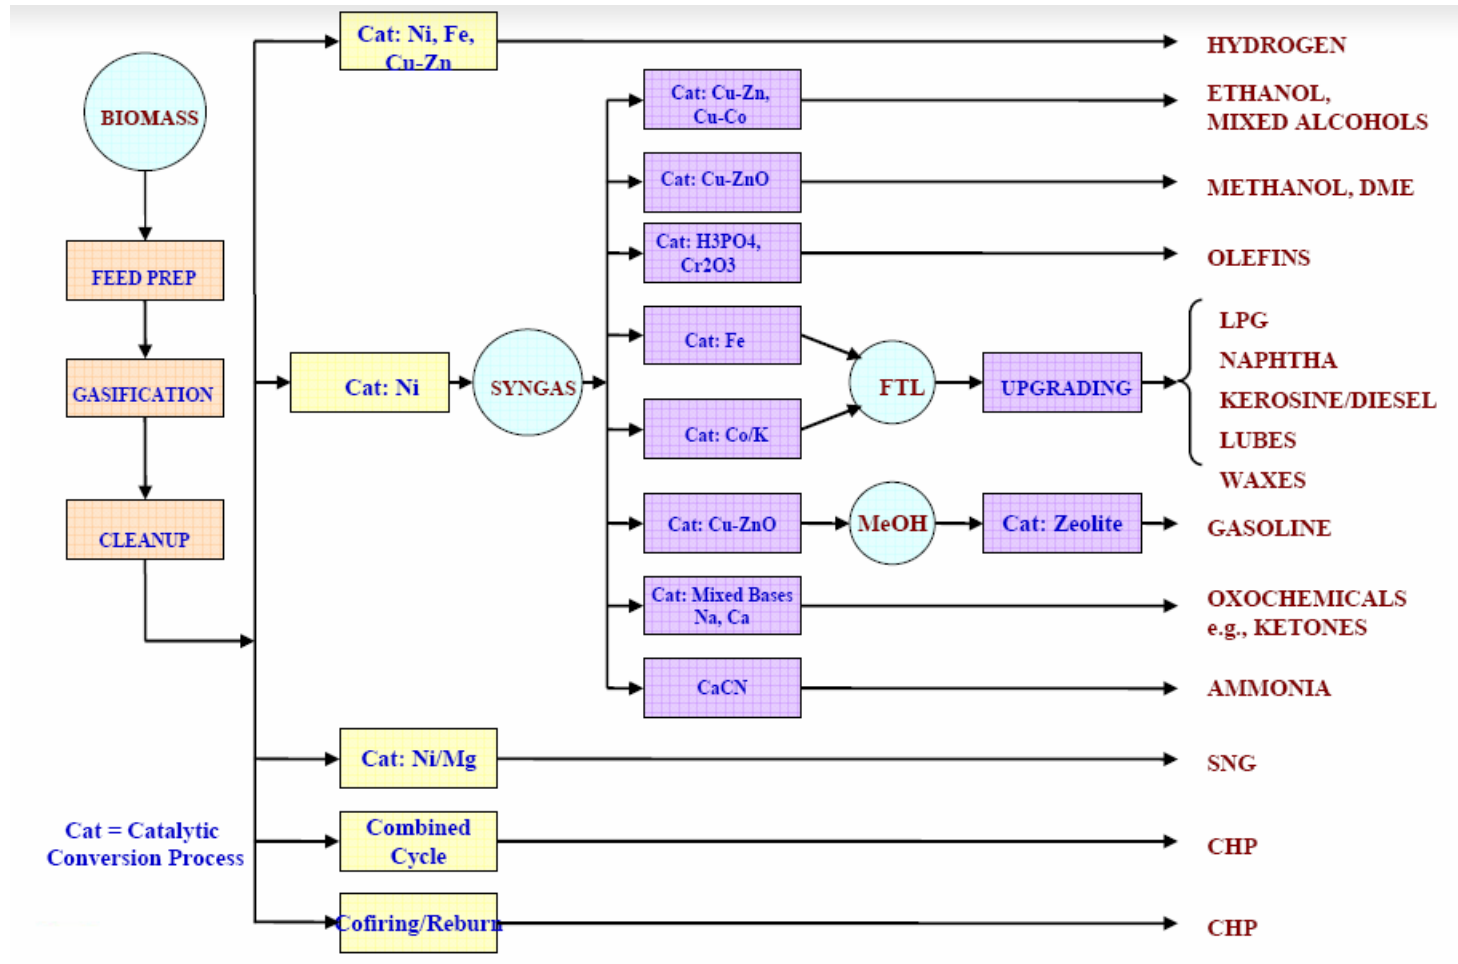 Cat: Ni, Fe,
Cu-Zn
HYDROGEN
BIOMASS
Cat: Cu-Zn,
Cu-Co
ETHANOL,
MIXED ALCOHOLS
Cat: Cu-ZnO
METHANOL, DME
FEED PREP
Cat: H3PO4,
Cr2O3
OLEFINS
GASIFICATION
Cat: Ni
SYNGAS
Cat: Fe
Cat: Co/K
FTL
UPGRADING
LPG
NAPHTHA
KEROSINE/DIESEL
LUBES
WAXES
CLEANUP
Cat: Cu-ZnO
MeOH
Cat: Zeolite
GASOLINE
Cat: Mixed Bases
Na, Ca
OXOCHEMICALS
e.g., KETONES
CaCN
AMMONIA
Cat: Ni/Mg
SNG
Cat = Catalytic
Conversion Process
Combined
Cycle
CHP
Cofiring/Reburn
CHP